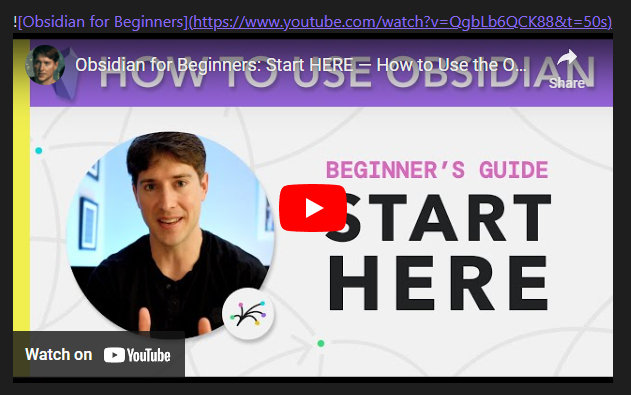 ![Obsidian for Beginners](https://www.youtube.com/watch?v=QgbLb6QCK88&t=50s)
HOW TO USE OBSIDIAN
Obsidian for Beginners: Start HERE — How to Use the O...
Share
BEGINNER'S GUIDE
START
HERE
Watch on YouTube